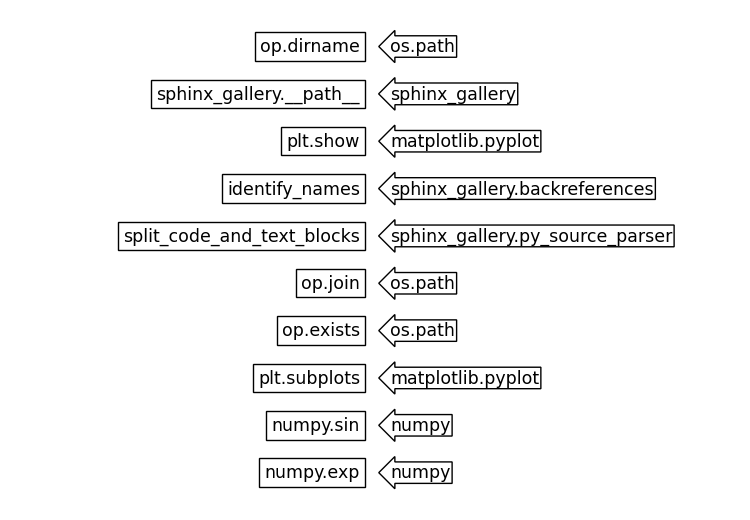 op.dirname os.path
sphinx_gallery.__path__ sphinx_gallery
plt.show matplotlib.pyplot
identify_names sphinx_gallery.backreferences
split_code_and_text_blocks sphinx_gallery.py_source_parser
op.join os.path
op.exists os.path
plt.subplots matplotlib.pyplot
numpy.sin numpy
numpy.exp numpy